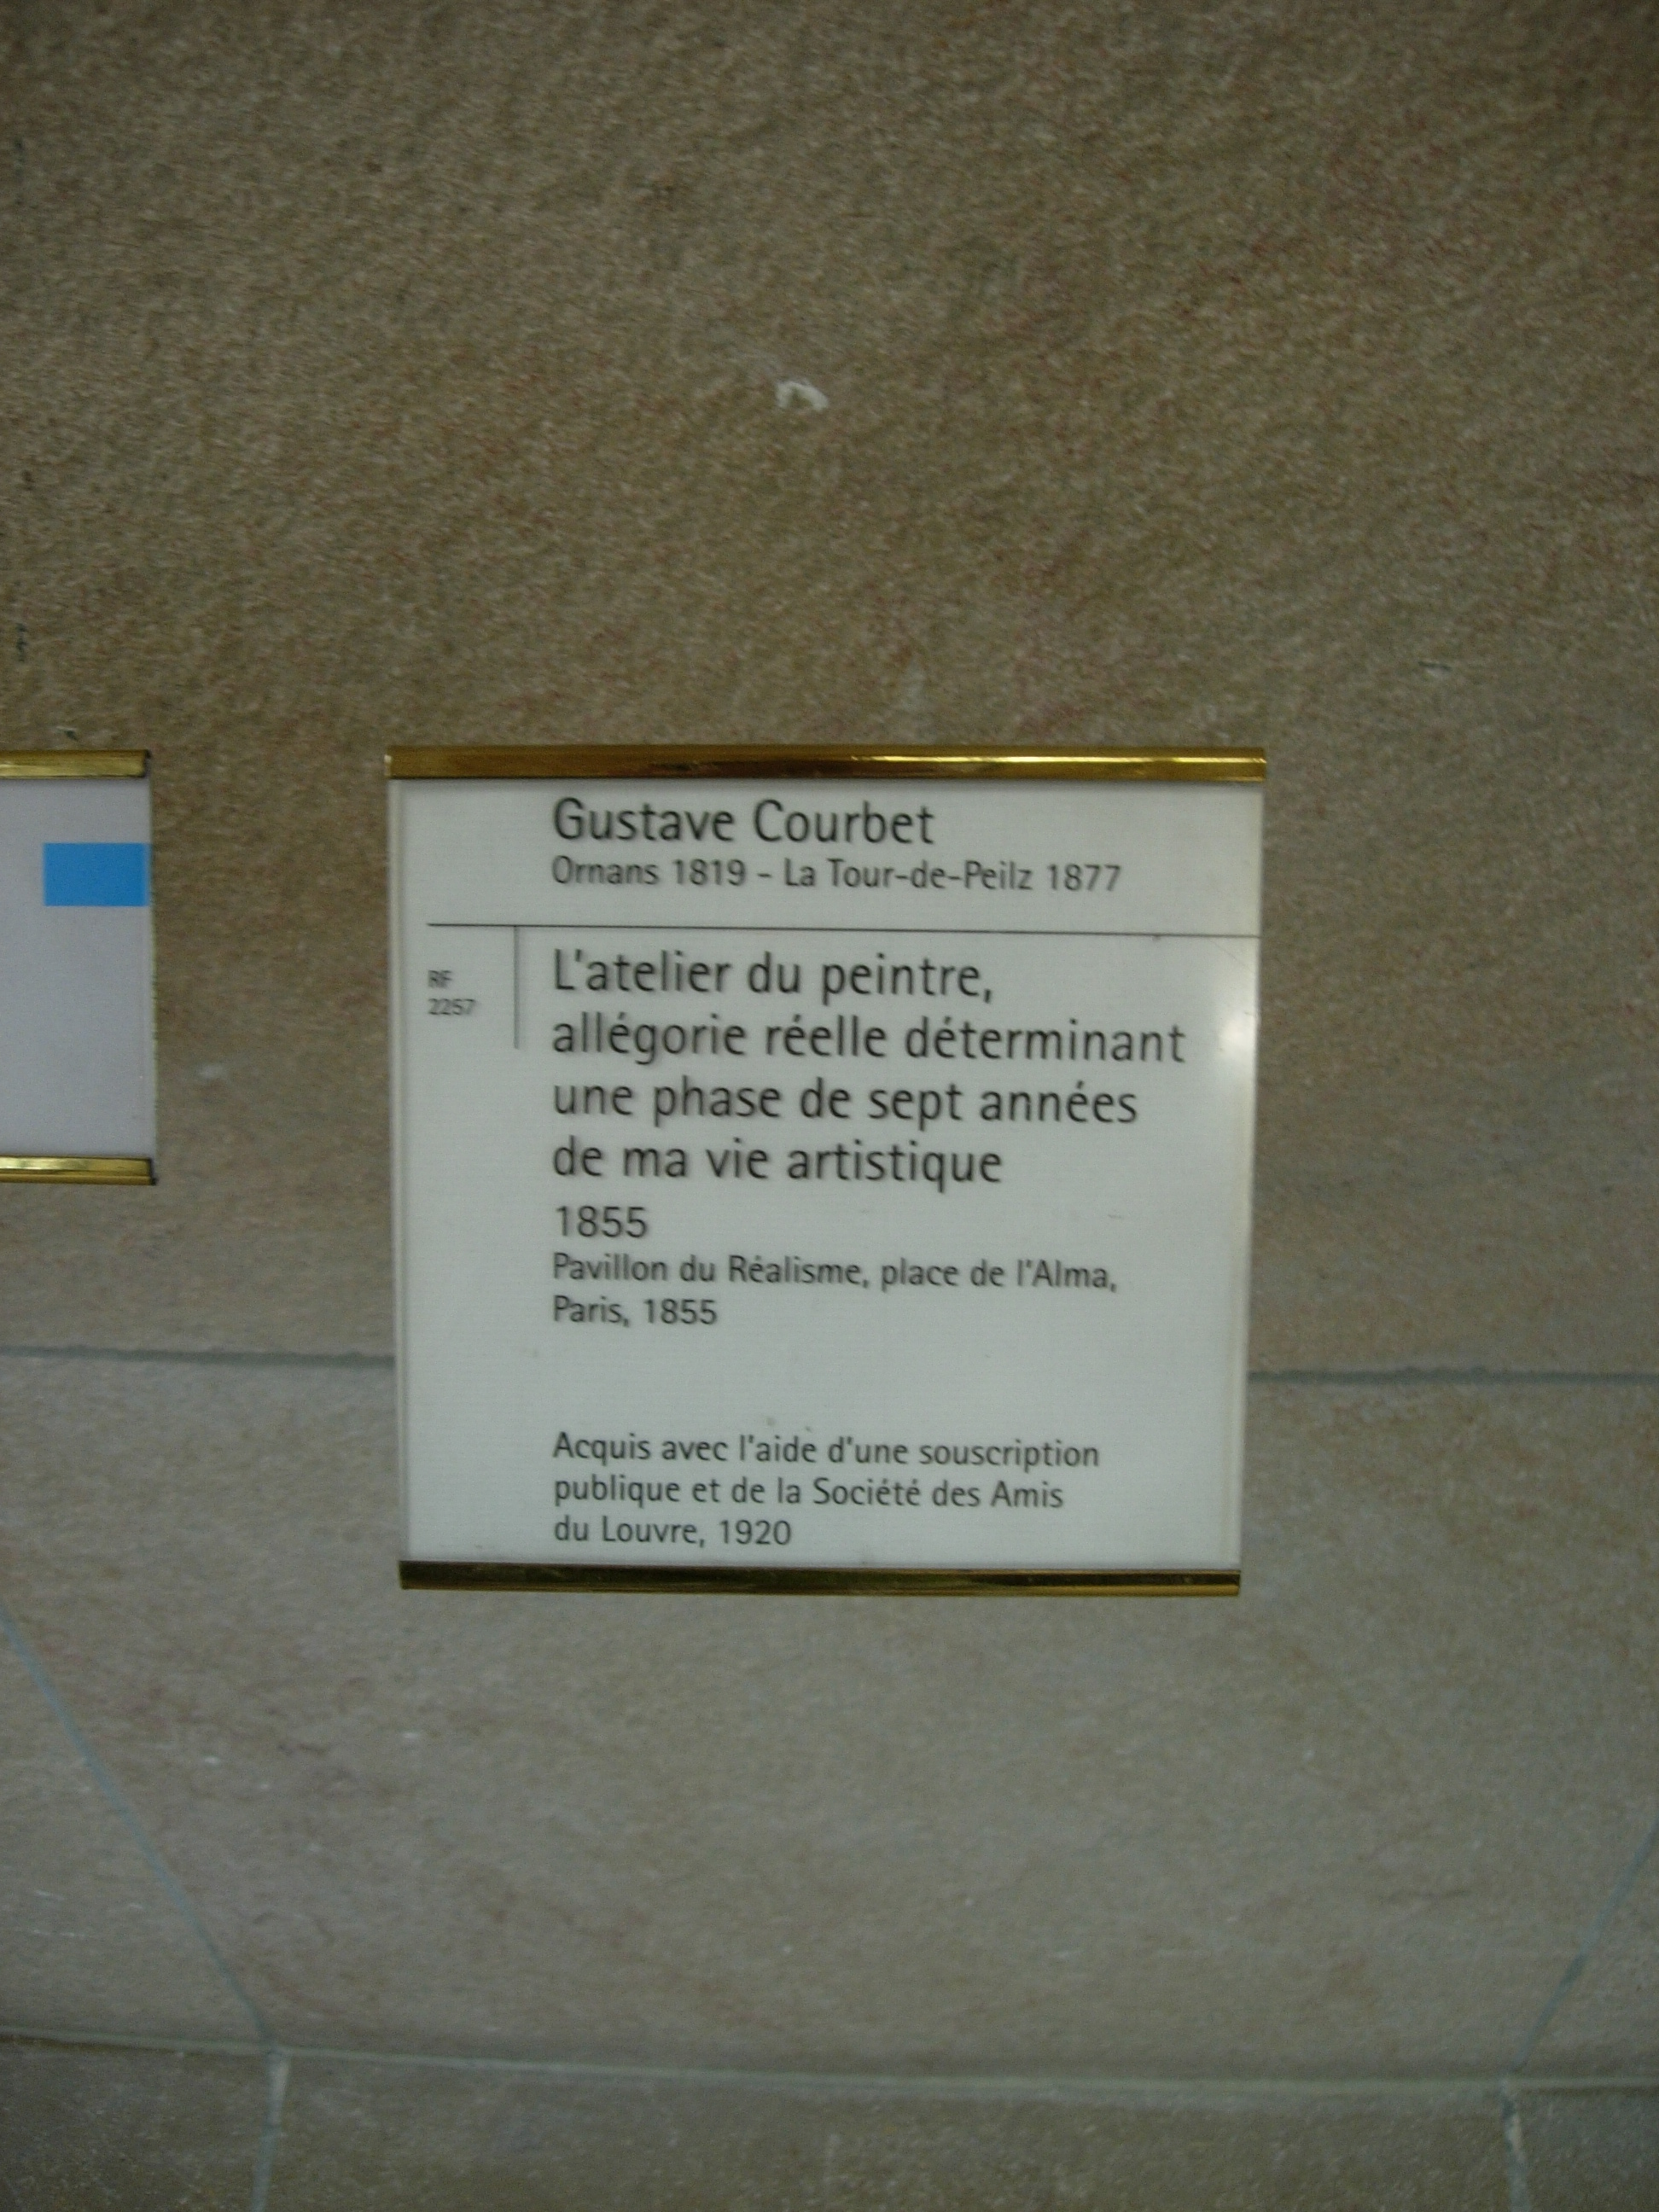 Gustave Courbet
Ornans 1819 - La Tour-de-Peilz 1877
RF
2257
L'atelier du peintre,
allégorie réelle déterminant
une phase de sept années
de ma vie artistique
1855
Pavillon du Réalisme, place de l'Alma,
Paris, 1855
Acquis avec l'aide d'une souscription
publique et de la Société des Amis
du Louvre, 1920